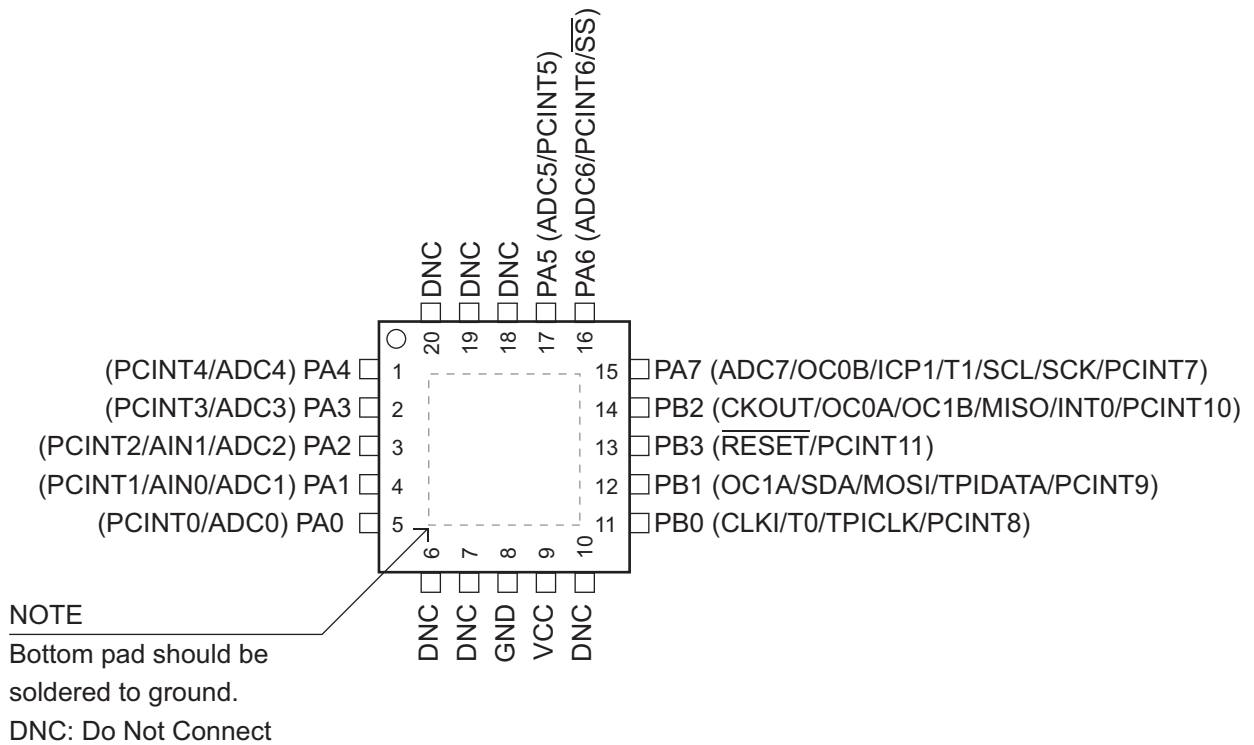 DNC
DNC
DNC
PA5 (ADC5/PCINT5)
PA6 (ADC6/PCINT6/SS)
20
19
18
17
16
(PCINT4/ADC4) PA4
1
15
PA7 (ADC7/OC0B/ICP1/T1/SCL/SCK/PCINT7)
(PCINT3/ADC3) PA3
2
14
PB2 (CKOUT/OC0A/OC1B/MISO/INT0/PCINT10)
(PCINT2/AIN1/ADC2) PA2
3
13
PB3 (RESET/PCINT11)
(PCINT1/AIN0/ADC1) PA1
4
12
PB1 (OC1A/SDA/MOSI/TPIDATA/PCINT9)
(PCINT0/ADC0) PA0
5
11
PB0 (CLKI/T0/TPICLK/PCINT8)
6
7
8
9
10
DNC
DNC
GND
VCC
DNC
NOTE
Bottom pad should be
soldered to ground.
DNC: Do Not Connect